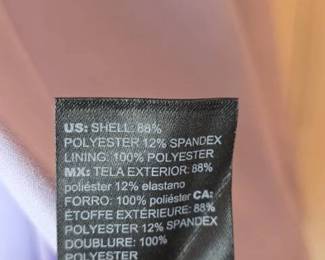 US: SHELL: 88%
POLYESTER 12% SPANDEX
LINING: 100% POLYESTER
MX: TELA EXTERIOR: 88%
poliéster 12% elastano
FORRO: 100% poliéster CA:
ÉTOFFE EXTÉRIEURE: 88%
POLYESTER 12% SPANDEX
DOUBLURE: 100%
POLYESTER